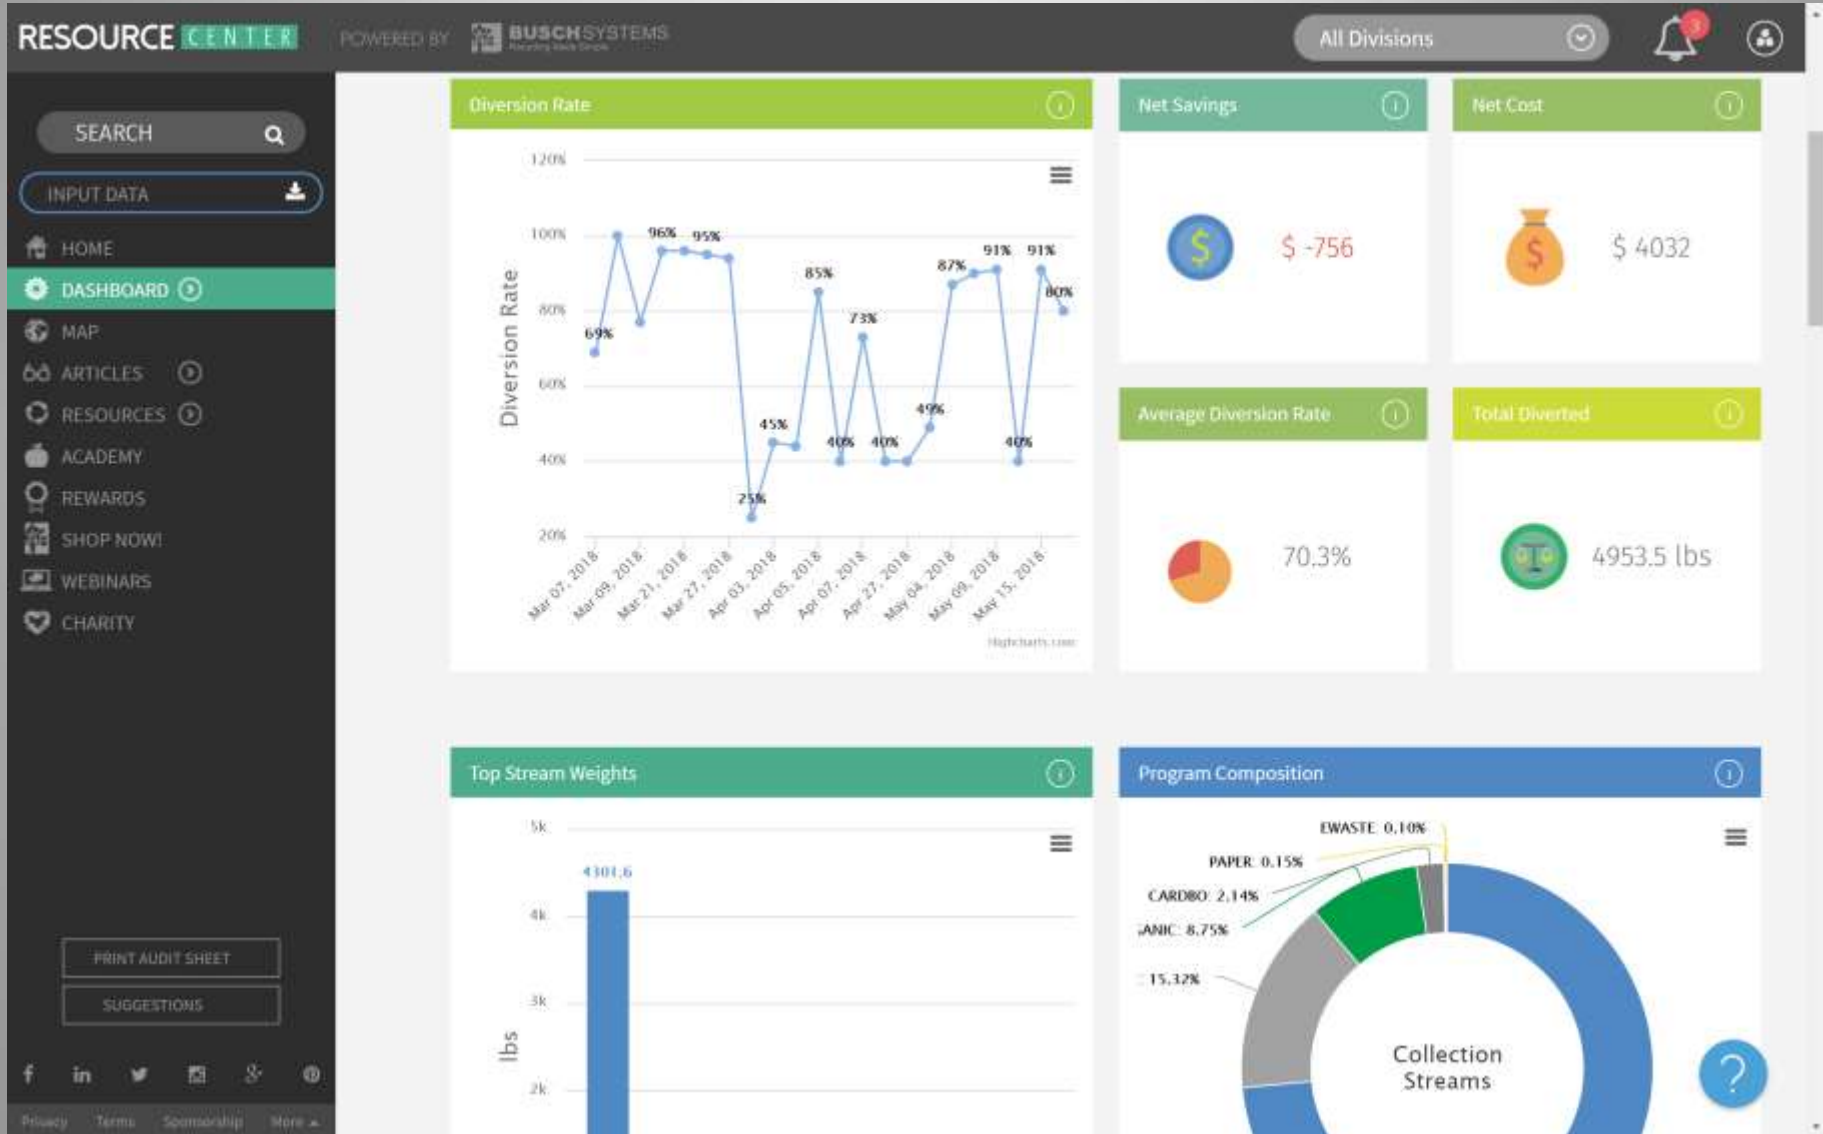 RESOURCE CENTER
POWERED BY
BUSCHSYSTEMS
Recycling Made Simple
All Divisions
3
SEARCH
INPUT DATA
HOME
DASHBOARD
MAP
ARTICLES
RESOURCES
ACADEMY
REWARDS
SHOP NOW!
WEBINARS
CHARITY
PRINT AUDIT SHEET
SUGGESTIONS
Privacy Terms Sponsorship More
Diversion Rate
120%
100%
80%
60%
40%
20%
Diversion Rate
69%
96%
95%
25%
45%
85%
40%
73%
40%
49%
87%
91%
40%
91%
80%
Mar 07, 2018
Mar 09, 2018
Mar 21, 2018
Mar 27, 2018
Apr 03, 2018
Apr 05, 2018
Apr 07, 2018
Apr 27, 2018
May 04, 2018
May 09, 2018
May 15, 2018
Highcharts.com
Net Savings
$ -756
Net Cost
$ 4032
Average Diversion Rate
70.3%
Total Diverted
4953.5 lbs
Top Stream Weights
5k
4k
3k
2k
lbs
4301.6
Program Composition
EWASTE: 0.10%
PAPER: 0.15%
CARDBO: 2.14%
ANIC: 8.75%
: 15.32%
Collection
Streams
?